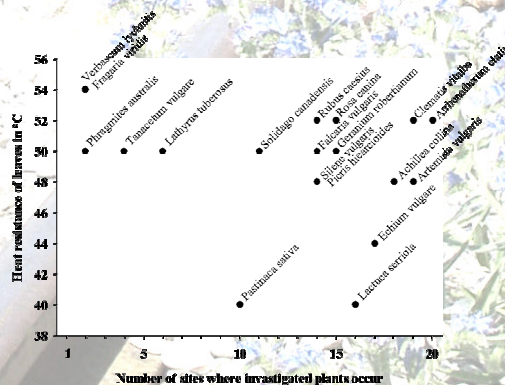 Verbascum lychnitis
Fragaria viridis
Phragmites australis
Tanacetum vulgare
Lathyrus tuberosus
Solidago canadensis
Rubus caesius
Rosa canina
Falcaria vulgaris
Geranium ruberbanum
Silene vulgaris
Picris hieracioides
Clematis vitalba
Arrhenatherum
Achillea collina
Artemisia vulgaris
Echium vulgare
Pastinaca sativa
Lactuca serriola
Heat resistance of leaves in °C
56
54
52
50
48
46
44
42
40
38
1 5 10 15 20
Number of sites where invastigated plants occur